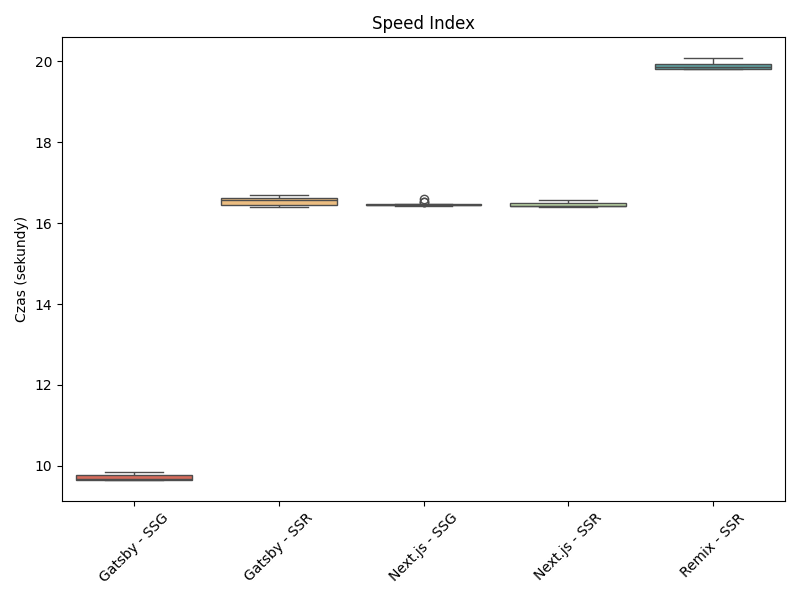 Speed Index
Czas (sekundy)
20
18
16
14
12
10
Gatsby - SSG
Gatsby - SSR
Next.js - SSG
Next.js - SSR
Remix - SSR